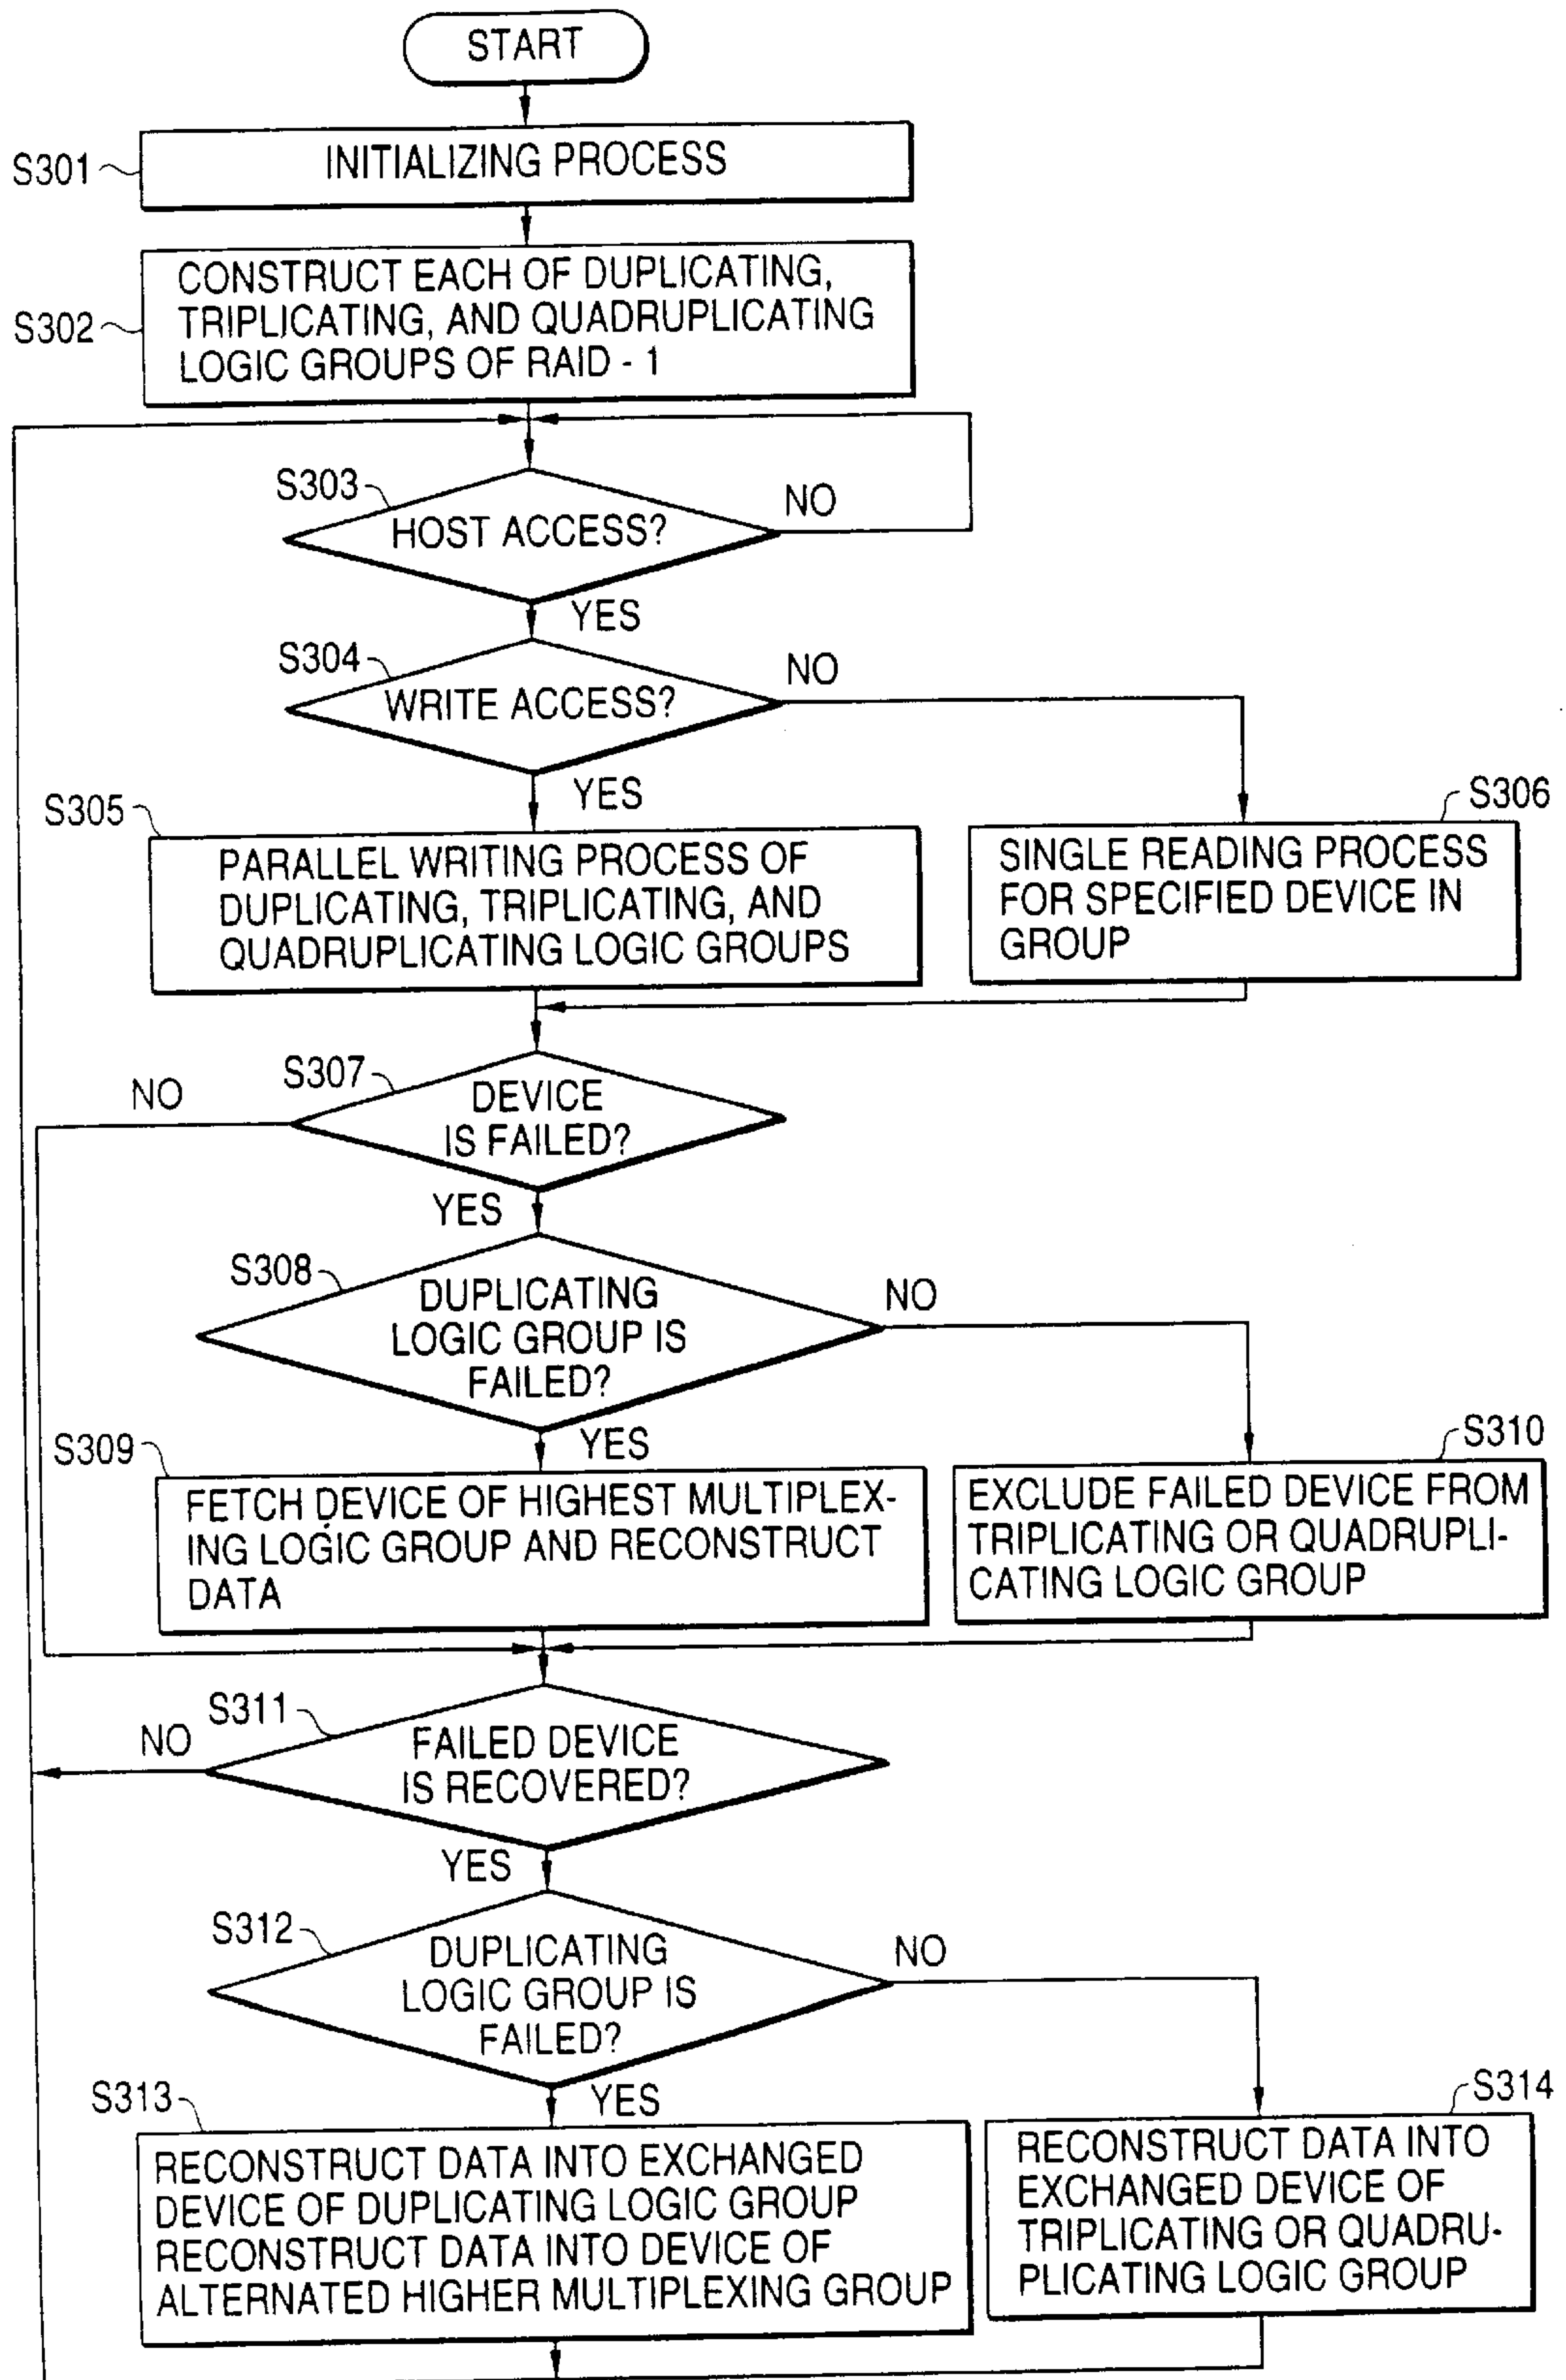 START
S301
INITIALIZING PROCESS
S302
CONSTRUCT EACH OF DUPLICATING,
TRIPLICATING, AND QUADRUPLICATING
LOGIC GROUPS OF RAID - 1
S303
HOST ACCESS?
NO
YES
S304
WRITE ACCESS?
NO
YES
S305
PARALLEL WRITING PROCESS OF
DUPLICATING, TRIPLICATING, AND
QUADRUPLICATING LOGIC GROUPS
S306
SINGLE READING PROCESS
FOR SPECIFIED DEVICE IN
GROUP
S307
NO
DEVICE
IS FAILED?
YES
S308
DUPLICATING
LOGIC GROUP IS
FAILED?
NO
YES
S309
FETCH DEVICE OF HIGHEST MULTIPLEX-
ING LOGIC GROUP AND RECONSTRUCT
DATA
S310
EXCLUDE FAILED DEVICE FROM
TRIPLICATING OR QUADRUPLI-
CATING LOGIC GROUP
S311
NO
FAILED DEVICE
IS RECOVERED?
YES
S312
DUPLICATING
LOGIC GROUP IS
FAILED?
NO
YES
S313
RECONSTRUCT DATA INTO EXCHANGED
DEVICE OF DUPLICATING LOGIC GROUP
RECONSTRUCT DATA INTO DEVICE OF
ALTERNATED HIGHER MULTIPLEXING GROUP
S314
RECONSTRUCT DATA INTO
EXCHANGED DEVICE OF
TRIPLICATING OR QUADRU-
PLICATING LOGIC GROUP